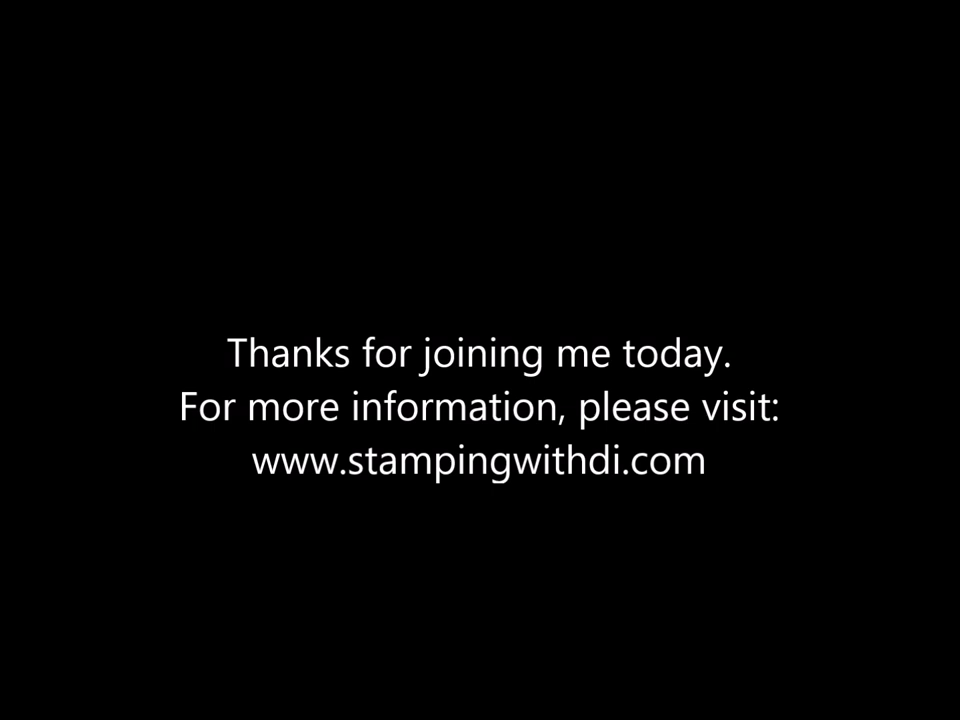 Thanks for joining me today.
For more information, please visit:
www.stampingwithdi.com